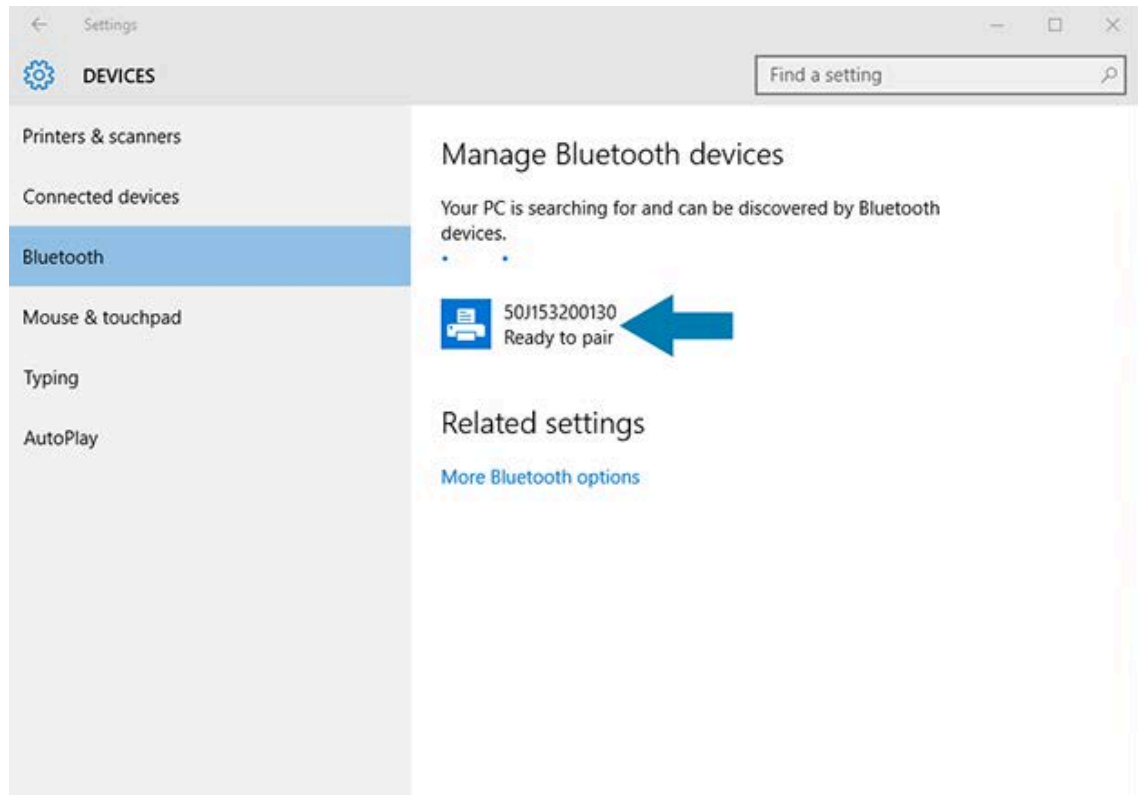 Settings
DEVICES
Find a setting
Printers & scanners
Connected devices
Bluetooth
Mouse & touchpad
Typing
AutoPlay
Manage Bluetooth devices
Your PC is searching for and can be discovered by Bluetooth
devices.
50J153200130
Ready to pair
Related settings
More Bluetooth options